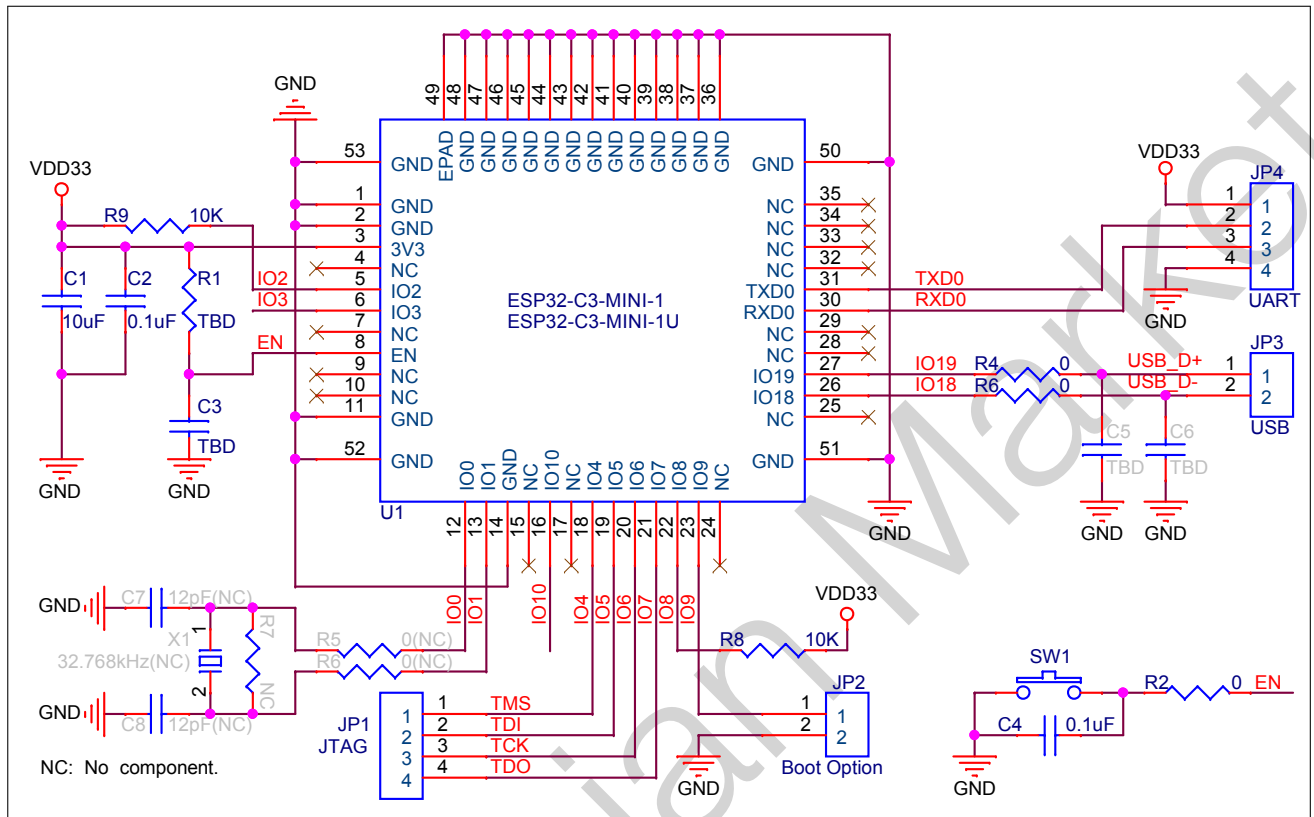 49 48 47 46 45 44 43 42 41 40 39 38 37 36
EPAD GND GND GND GND GND GND GND GND GND GND GND GND GND
GND
VDD33
R9 10K
C1
10uF
C2
0.1uF
R1
TBD
IO2
IO3
EN
C3
TBD
GND
GND
53 GND
1 GND
2 GND
3 3V3
4 NC
5 IO2
6 IO3
7 NC
8 EN
9 NC
10 NC
11 GND
52 GND
ESP32-C3-MINI-1
ESP32-C3-MINI-1U
U1
GND 50
NC 35
NC 34
NC 33
NC 32
TXD0 31
RXD0 30
NC 29
NC 28
IO19 27
IO18 26
NC 25
GND 51
GND
TXD0
RXD0
VDD33
JP4
1 1
2 2
3 3
4 4
UART
GND
IO19 R4 0 USB_D+
IO18 R6 0 USB_D-
JP3
1 1
2 2
USB
C5
TBD
C6
TBD
GND
GND
IO0 IO1 GND NC IO10 NC IO4 IO5 IO6 IO7 IO8 IO9 NC
12 13 14 15 16 17 18 19 20 21 22 23 24
IO0 IO1 IO10 IO4 IO5 IO6 IO7 IO8 IO9
GND C7 12pF(NC)
X1
32.768kHz(NC)
1
2
R7
NC
GND C8 12pF(NC)
R5 0(NC)
R6 0(NC)
JP1
JTAG
1 1 TMS
2 2 TDI
3 3 TCK
4 4 TDO
VDD33
R8 10K
JP2
1 1
2 2
Boot Option
GND
SW1
R2 0 EN
C4 0.1uF
GND
NC: No component.
ian Market